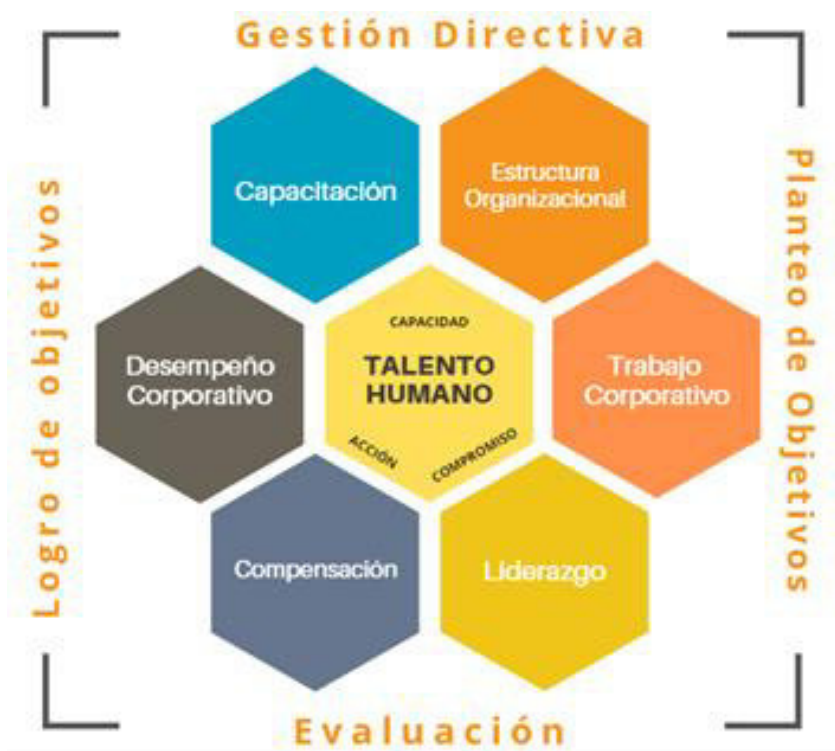 Gestión Directiva
Capacitación
Estructura
Organizacional
Logro de objetivos
Planteo de Objetivos
Desempeño
Corporativo
CAPACIDAD
TALENTO
HUMANO
ACCIÓN
COMPROMISO
Trabajo
Corporativo
Compensación
Liderazgo
Evaluación